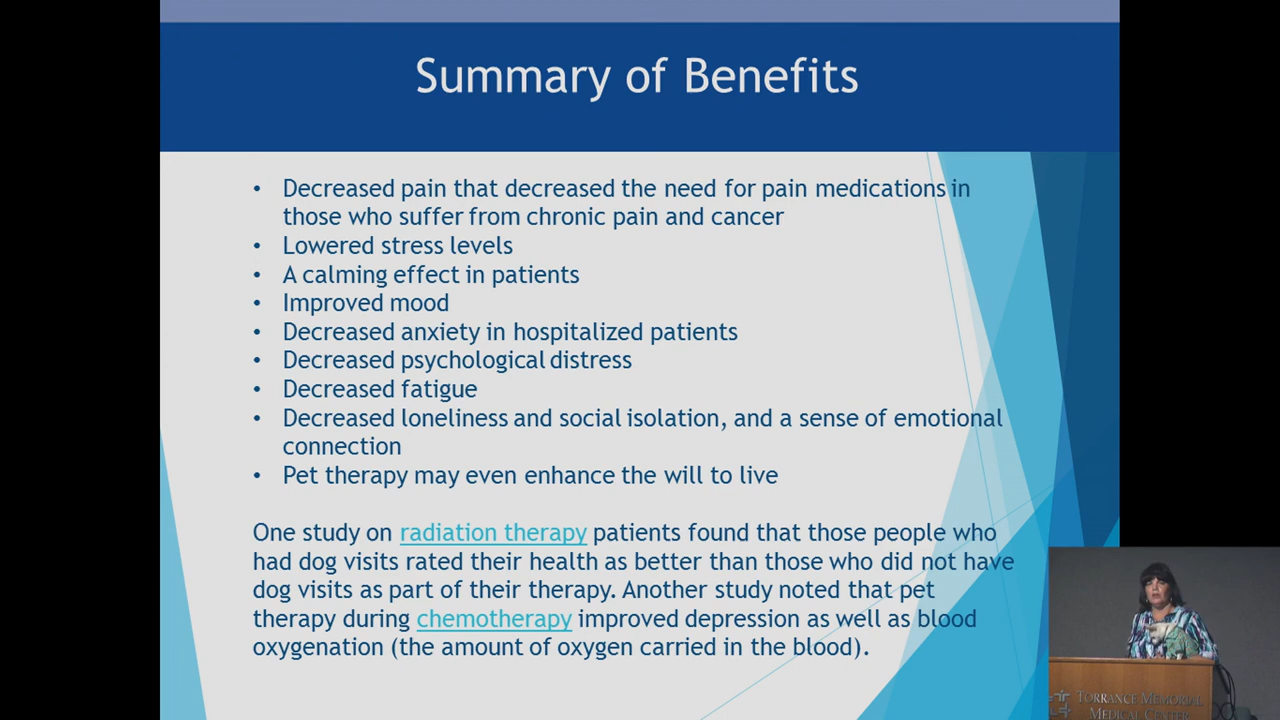 Summary of Benefits
• Decreased pain that decreased the need for pain medications in
those who suffer from chronic pain and cancer
• Lowered stress levels
• A calming effect in patients
• Improved mood
• Decreased anxiety in hospitalized patients
• Decreased psychological distress
• Decreased fatigue
• Decreased loneliness and social isolation, and a sense of emotional
connection
• Pet therapy may even enhance the will to live
One study on radiation therapy patients found that those people who
had dog visits rated their health as better than those who did not have
dog visits as part of their therapy. Another study noted that pet
therapy during chemotherapy improved depression as well as blood
oxygenation (the amount of oxygen carried in the blood).
TORRANCE MEMORIAL
MEDICAL CENTER